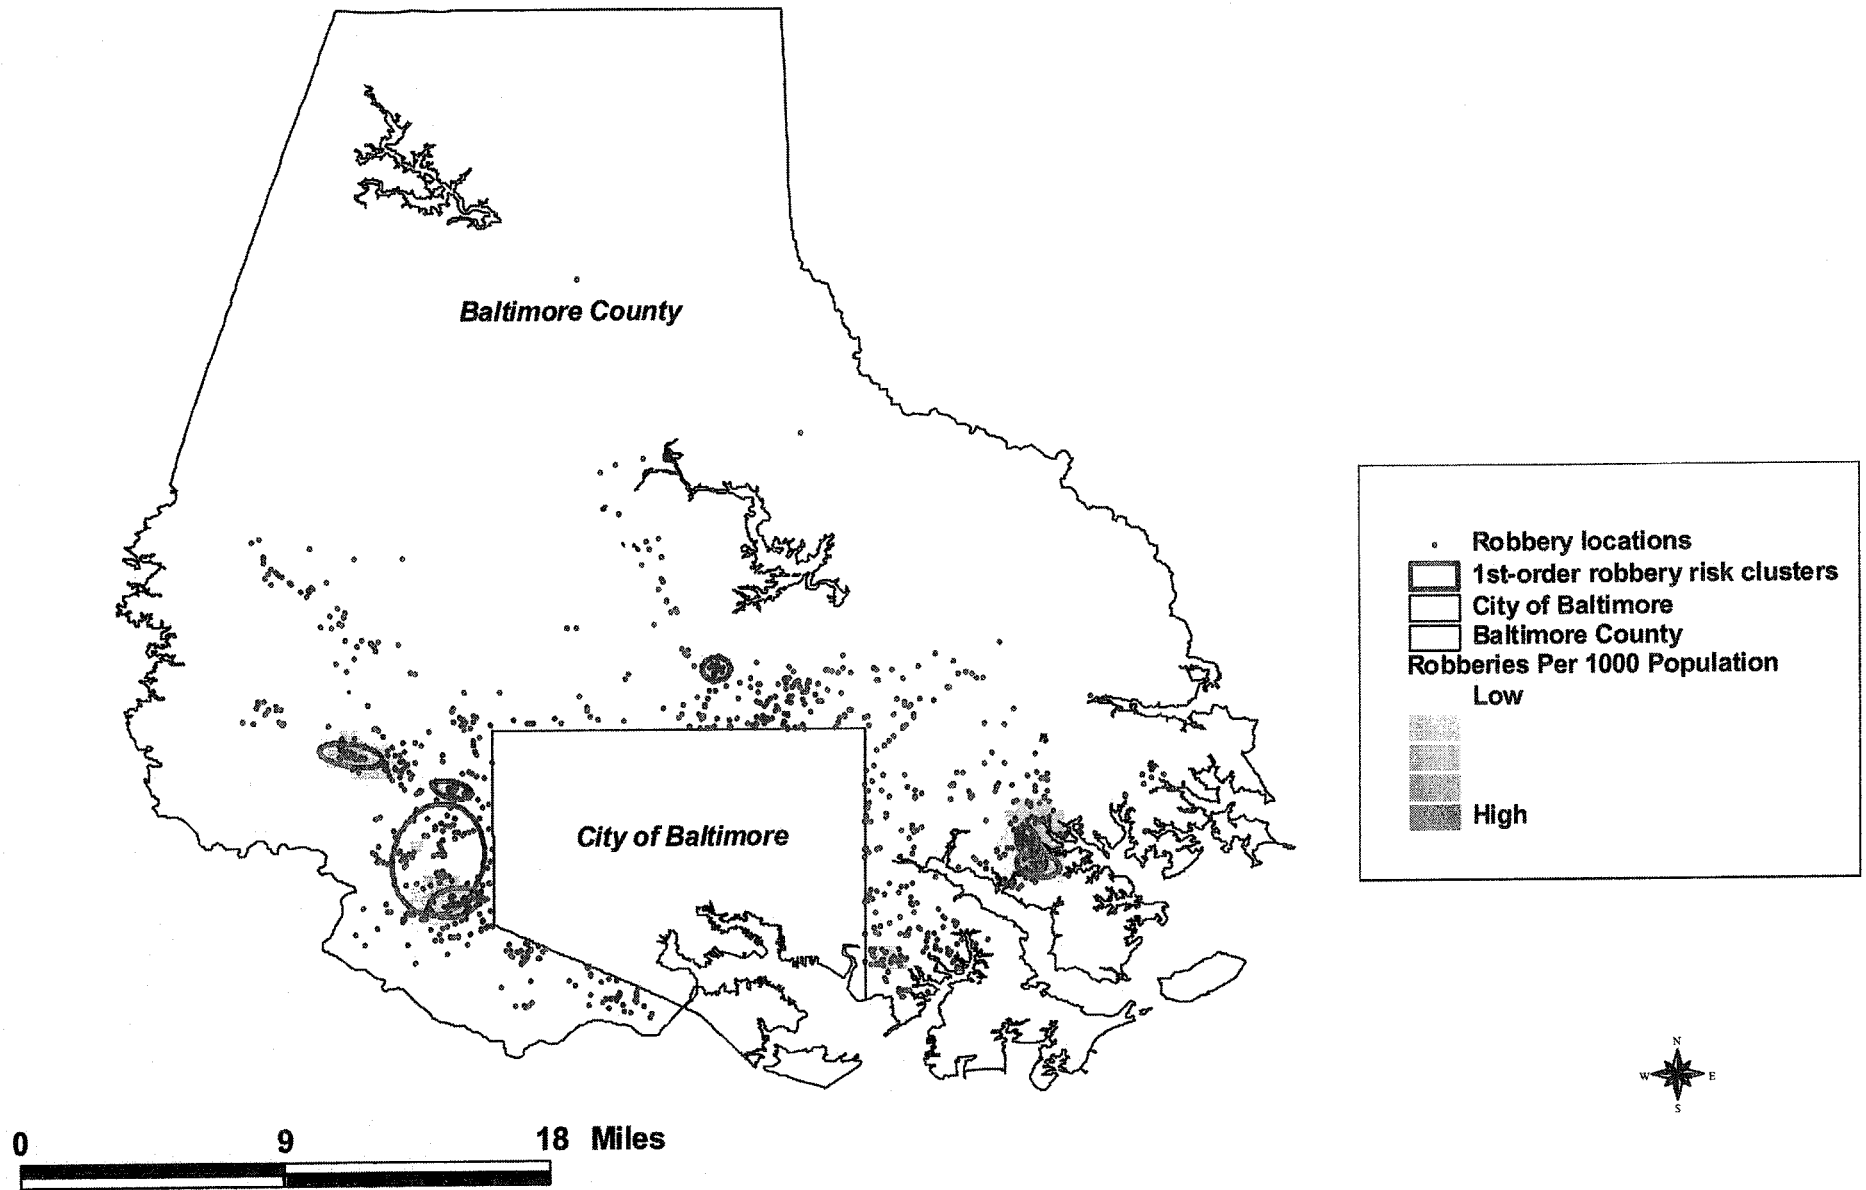 Baltimore County
Robbery locations
1st-order robbery risk clusters
City of Baltimore
Baltimore County
Robberies Per 1000 Population
Low
High
City of Baltimore
N
W E
S
0 9 18 Miles